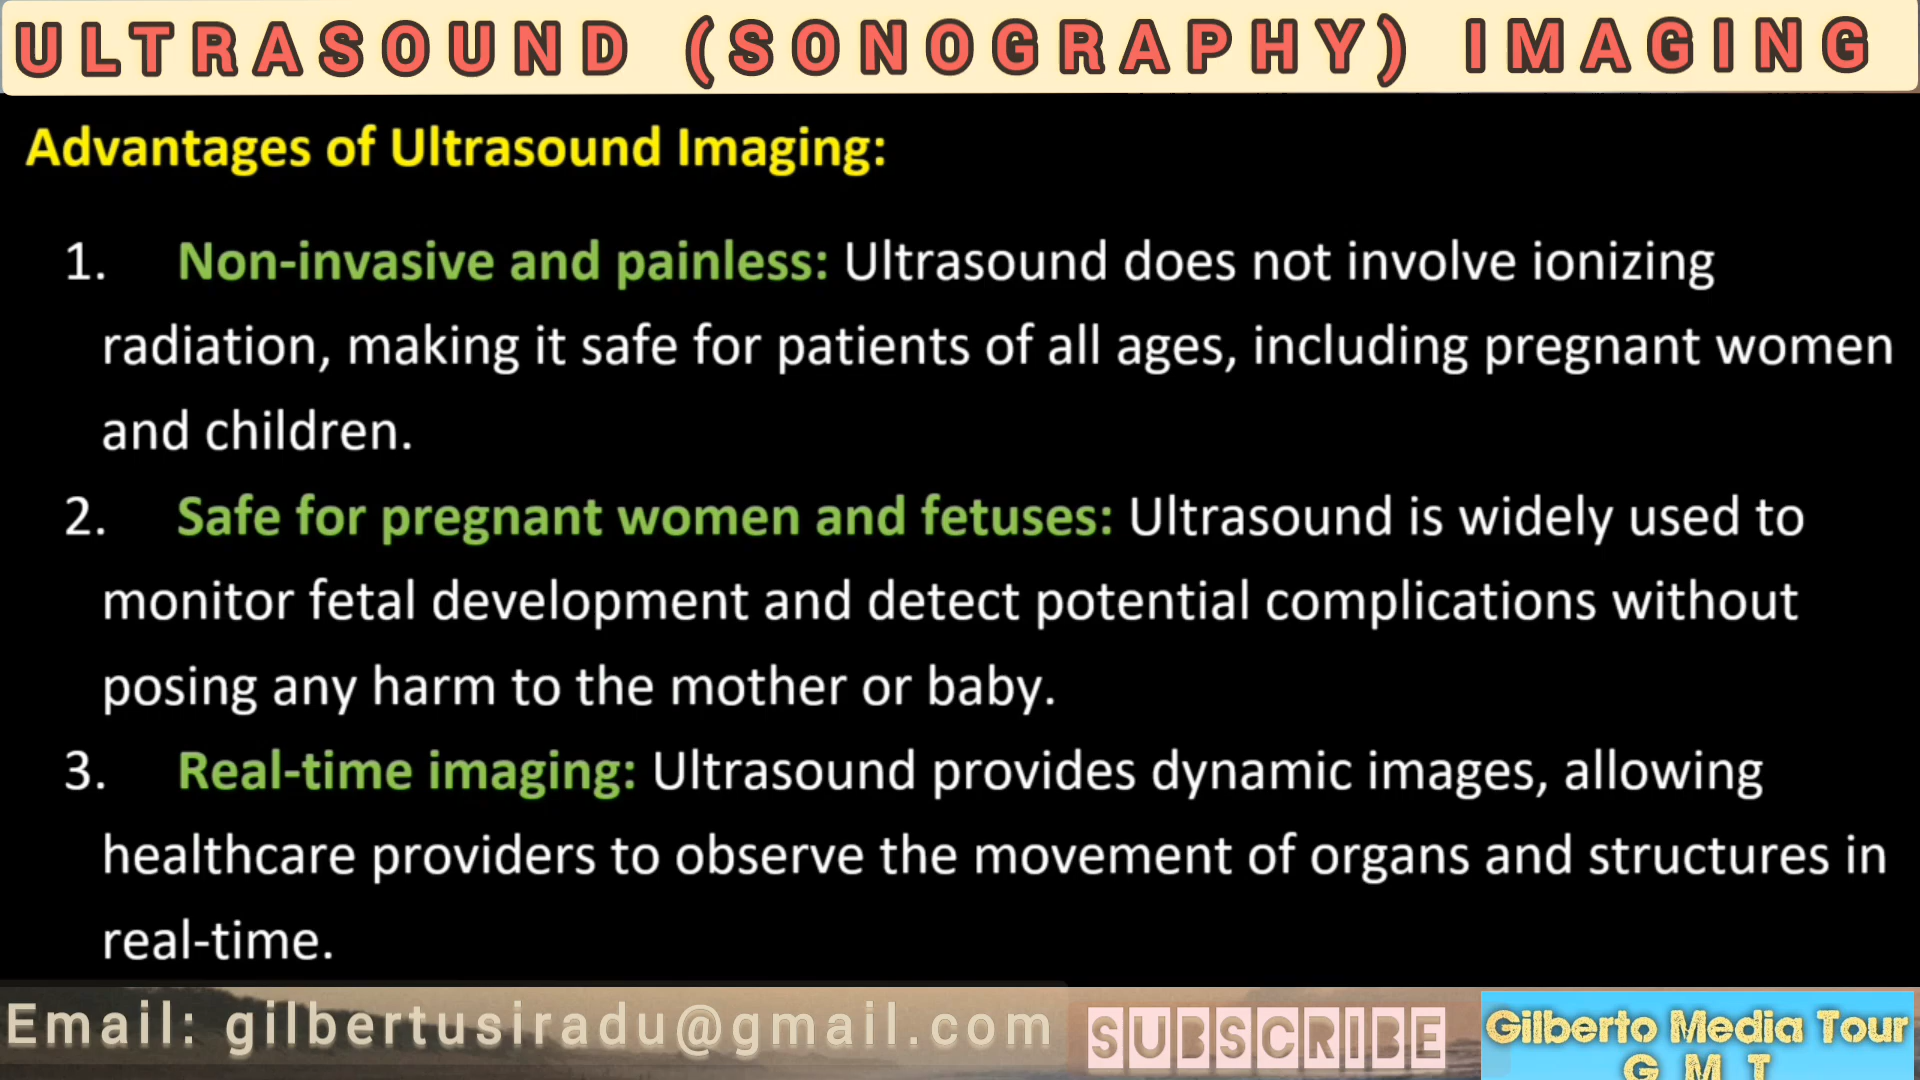 ULTRASOUND (SONOGRAPHY) IMAGING
Advantages of Ultrasound Imaging:
1. Non-invasive and painless: Ultrasound does not involve ionizing
radiation, making it safe for patients of all ages, including pregnant women
and children.
2. Safe for pregnant women and fetuses: Ultrasound is widely used to
monitor fetal development and detect potential complications without
posing any harm to the mother or baby.
3. Real-time imaging: Ultrasound provides dynamic images, allowing
healthcare providers to observe the movement of organs and structures in
real-time.
Email: gilbertusiradu@gmail.com
SUBSCRIBE
Gilberto Media Tour
G M T